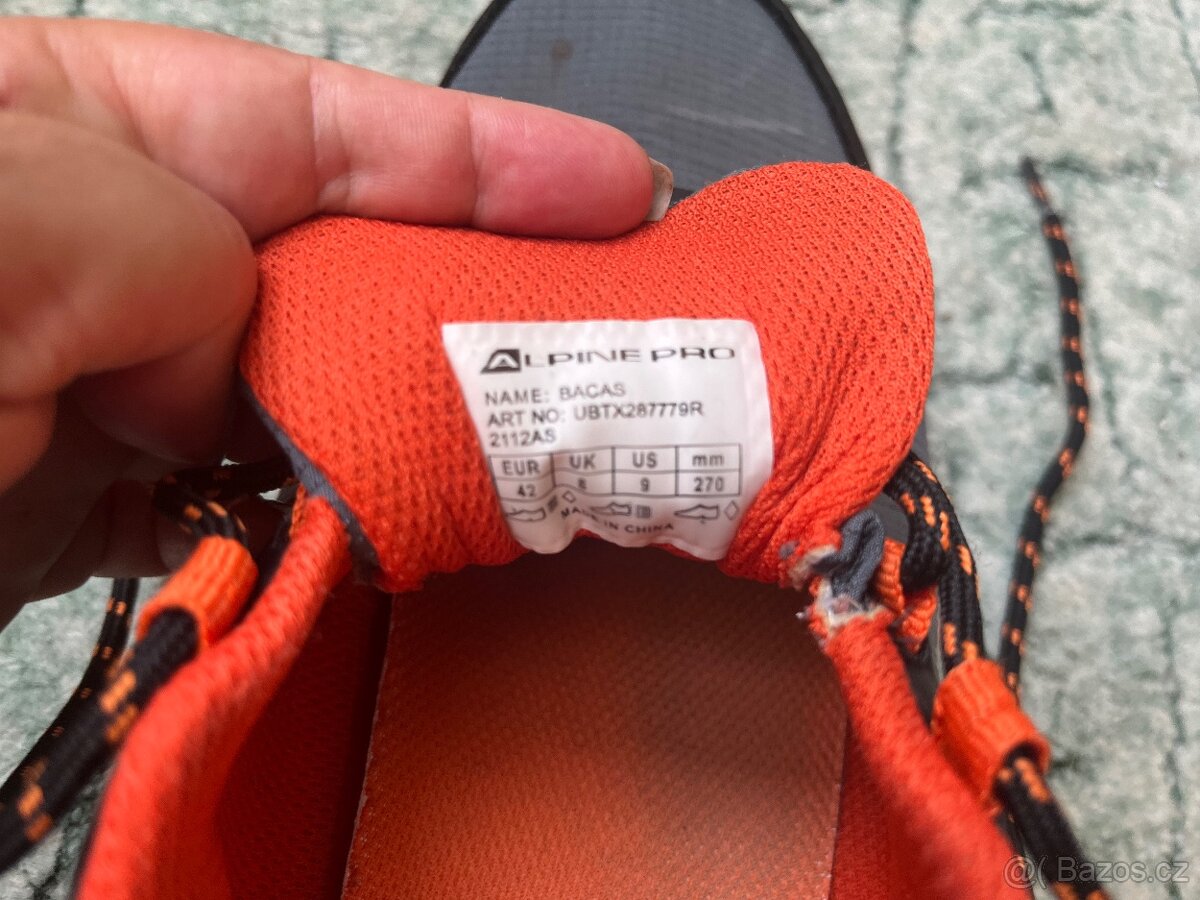 ALPINE PRO
NAME: BACAS
ART NO: UBTX287779R
2112AS
EUR UK US mm
42 8 9 270
MADE IN CHINA
@( Bazos.cz